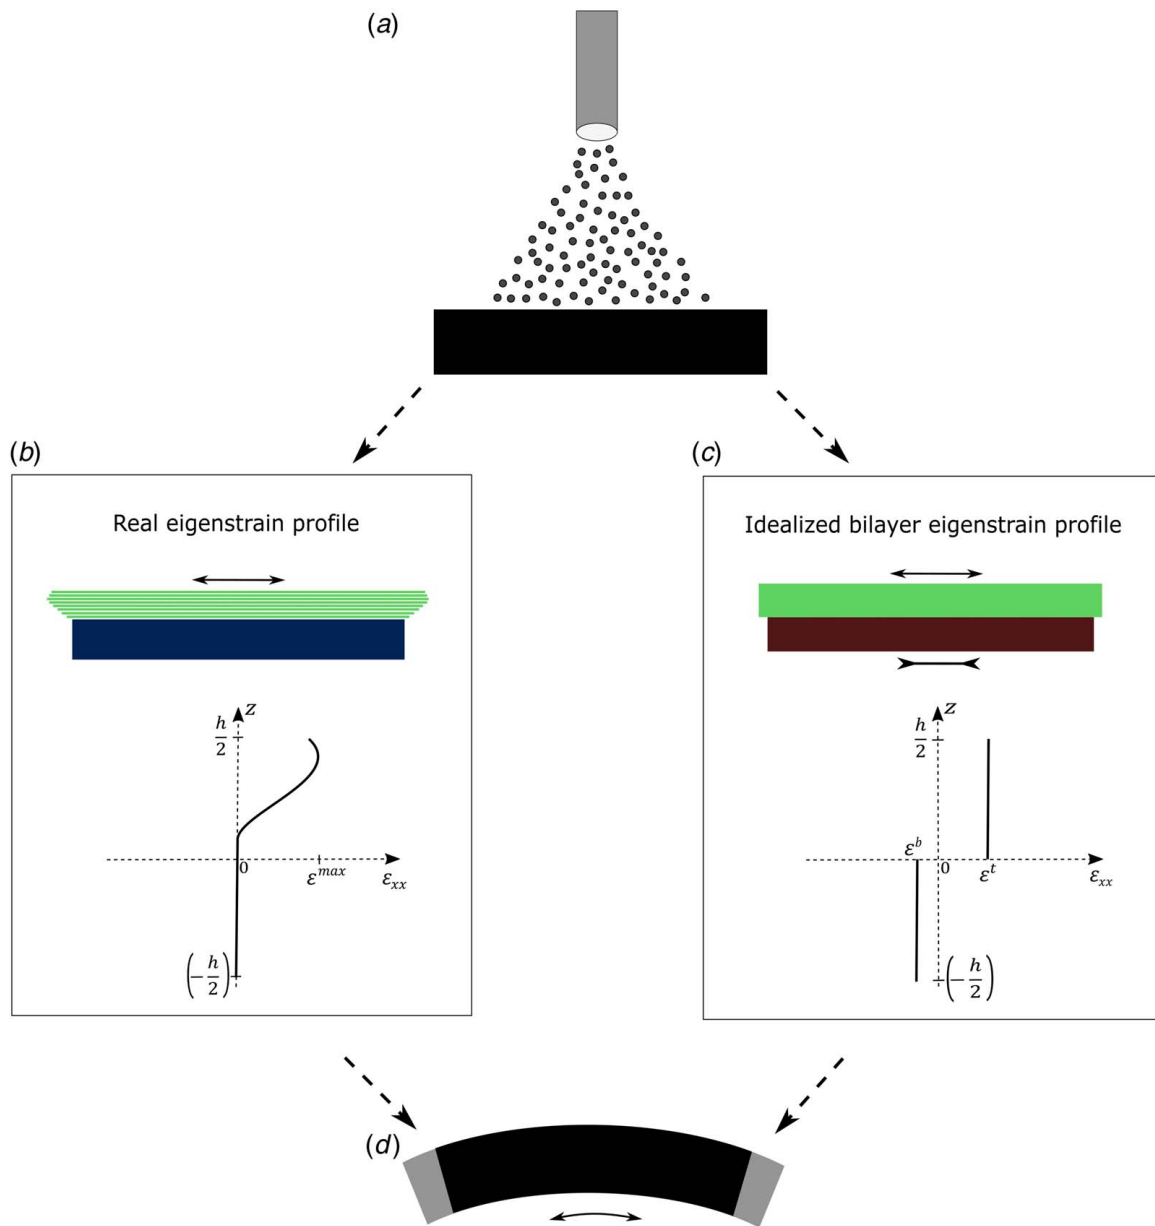 (a)
(b)
Real eigenstrain profile
z
h/2
0
ε^max
ε_xx
(-h/2)
(c)
Idealized bilayer eigenstrain profile
z
h/2
ε^b
0
ε^t
ε_xx
(-h/2)
(d)